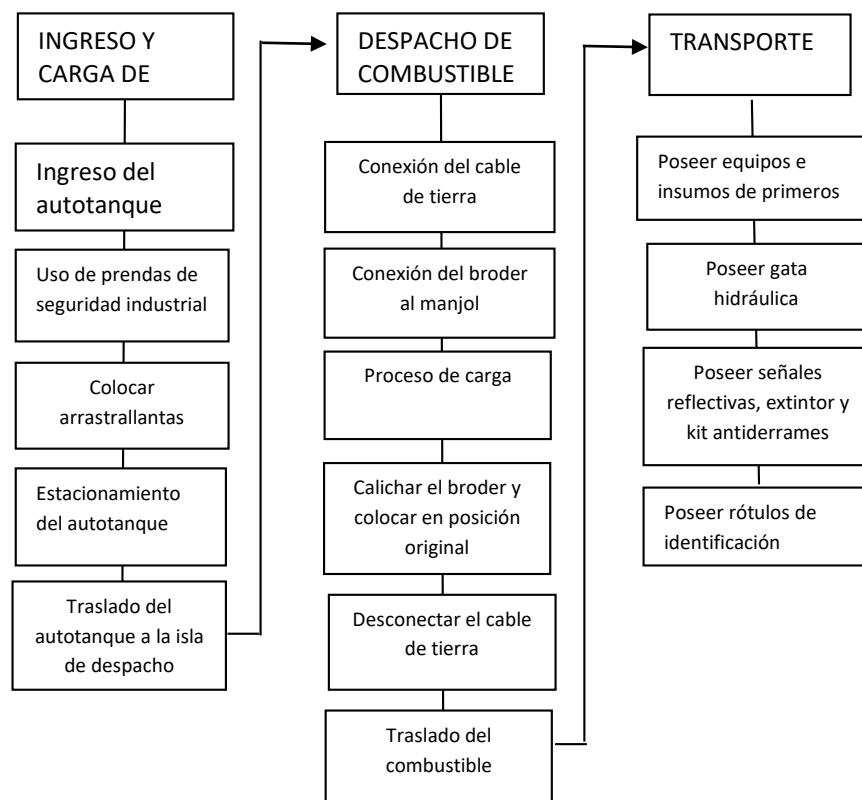 INGRESO Y
CARGA DE
Ingreso del
autotanque
Uso de prendas de
seguridad industrial
Colocar
arrastrallantas
Estacionamiento
del autotanque
Traslado del
autotanque a la isla
de despacho
DESPACHO DE
COMBUSTIBLE
Conexión del cable
de tierra
Conexión del broder
al manjol
Proceso de carga
Calichar el broder y
colocar en posición
original
Desconectar el cable
de tierra
Traslado del
combustible
TRANSPORTE
Poseer equipos e
insumos de primeros
Poseer gata
hidráulica
Poseer señales
reflectivas, extintor y
kit antiderrames
Poseer rótulos de
identificación